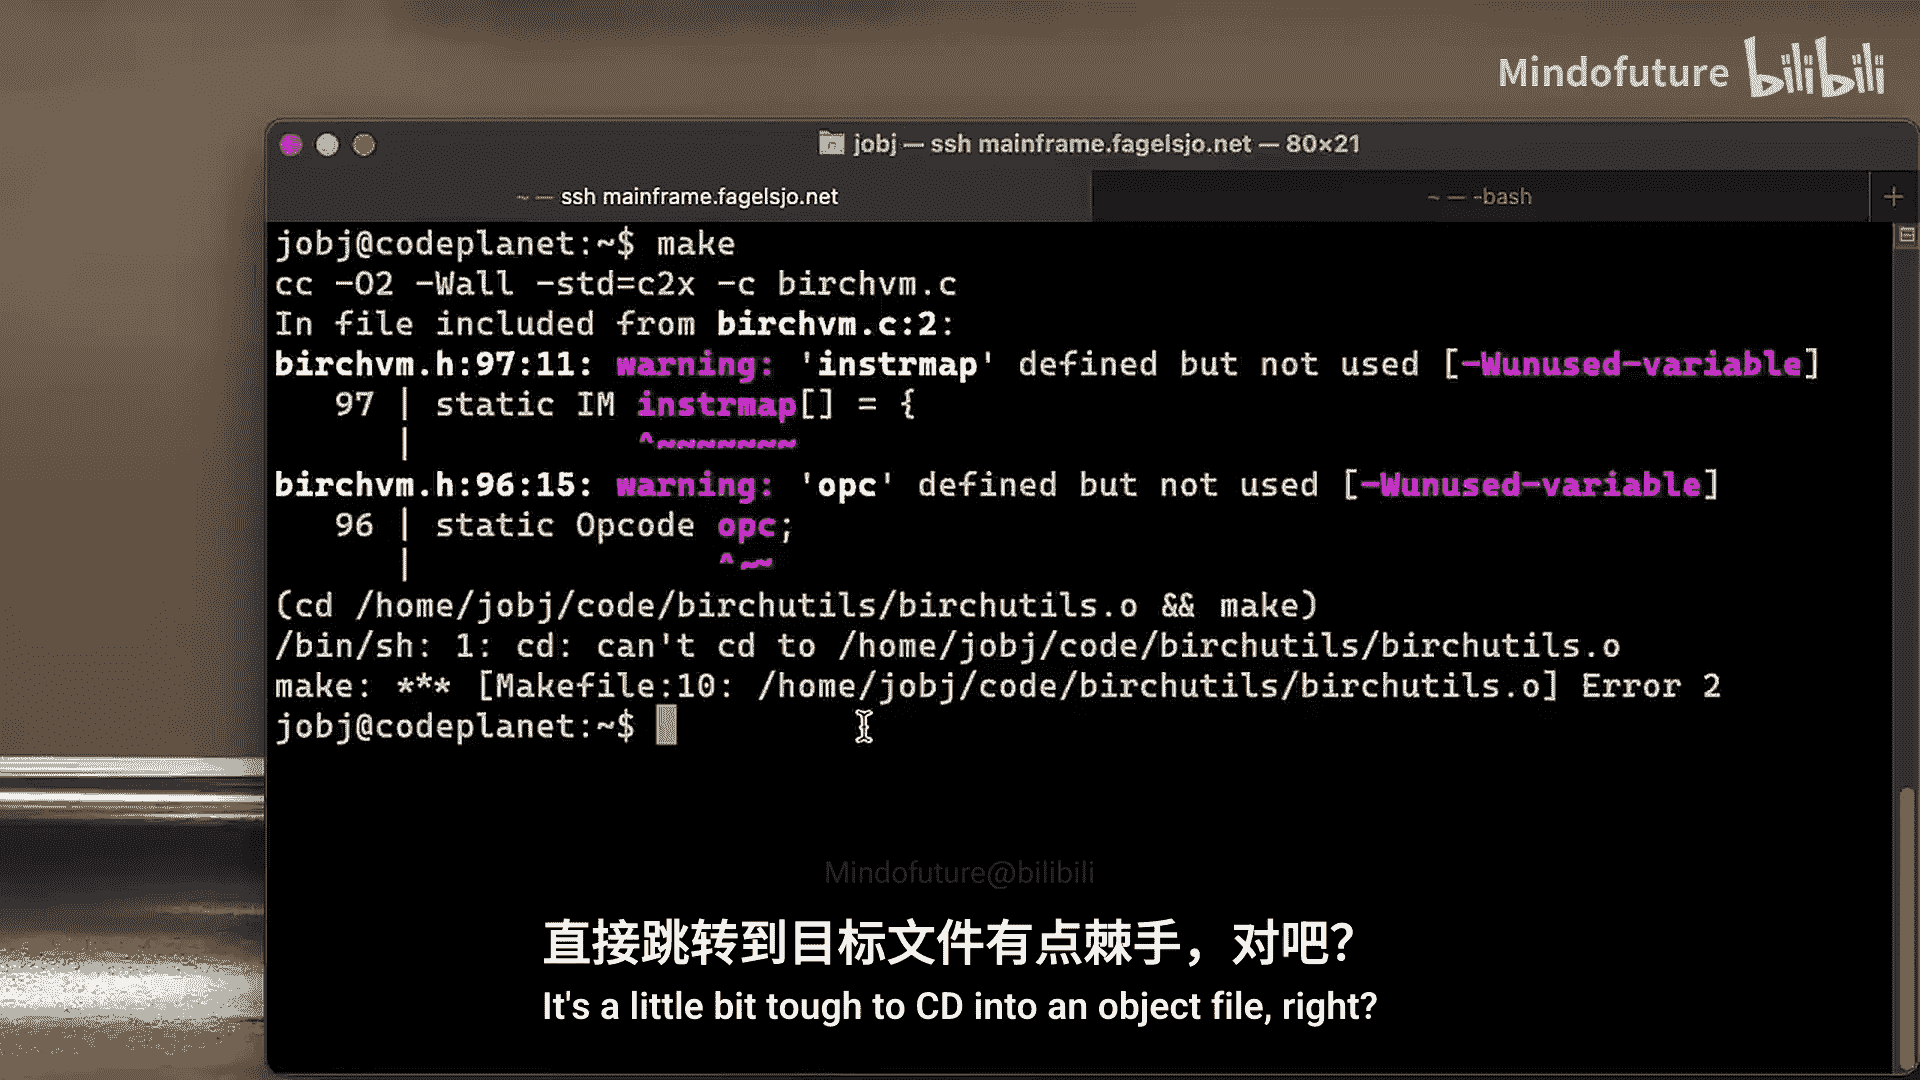 Mindofuture bilibili
jobj — ssh mainframe.fagelsjo.net — 80×21
~ — ssh mainframe.fagelsjo.net
~ — -bash
+
jobj@codeplanet:~$ make
cc -O2 -Wall -std=c2x -c birchvm.c
In file included from birchvm.c:2:
birchvm.h:97:11: warning: 'instrmap' defined but not used [-Wunused-variable]
97 | static IM instrmap[] = {
| ^~~~~~~~
birchvm.h:96:15: warning: 'opc' defined but not used [-Wunused-variable]
96 | static Opcode opc;
| ^~~
(cd /home/jobj/code/birchutils/birchutils.o && make)
/bin/sh: 1: cd: can't cd to /home/jobj/code/birchutils/birchutils.o
make: *** [Makefile:10: /home/jobj/code/birchutils/birchutils.o] Error 2
jobj@codeplanet:~$
Mindofuture@bilibili
直接跳转到目标文件有点棘手，对吧？
It's a little bit tough to CD into an object file, right?